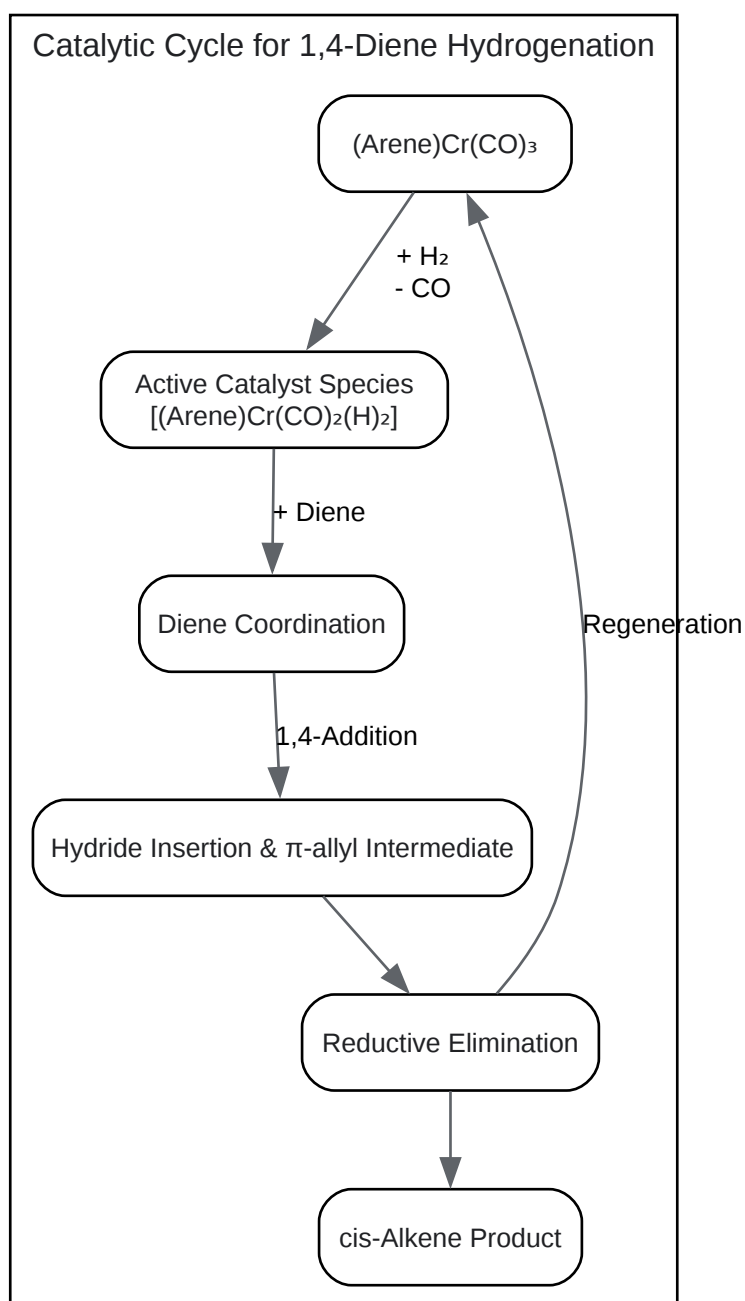 Catalytic Cycle for 1,4-Diene Hydrogenation
(Arene)Cr(CO)₃
+ H₂
- CO
Active Catalyst Species
[(Arene)Cr(CO)₂(H)₂]
+ Diene
Diene Coordination
Regeneration
1,4-Addition
Hydride Insertion & π-allyl Intermediate
Reductive Elimination
cis-Alkene Product